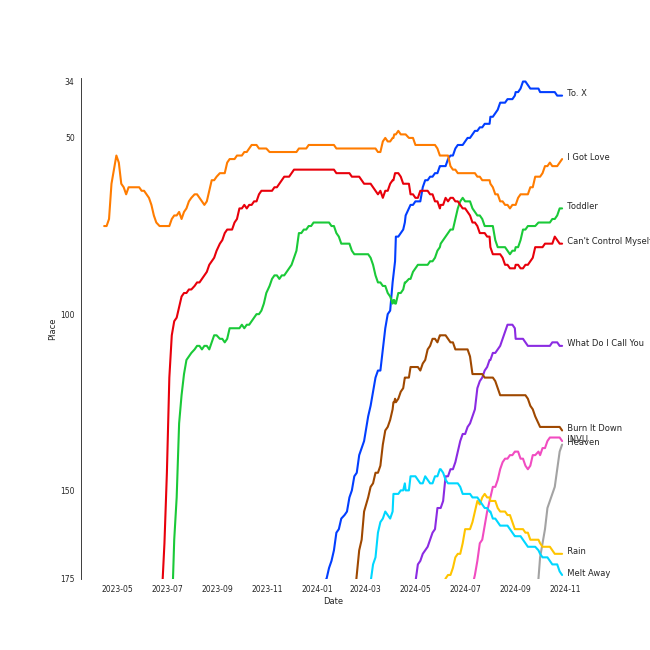 34
To. X
50
I Got Love
Toddler
Can't Control Mysel
100
Place
What Do I Call You
Burn It Down
INVU
Heaven
150
Rain
Melt Away
175
2023-05
2023-07
2023-09
2023-11
2024-01
2024-03
2024-05
2024-07
2024-09
2024-11
Date